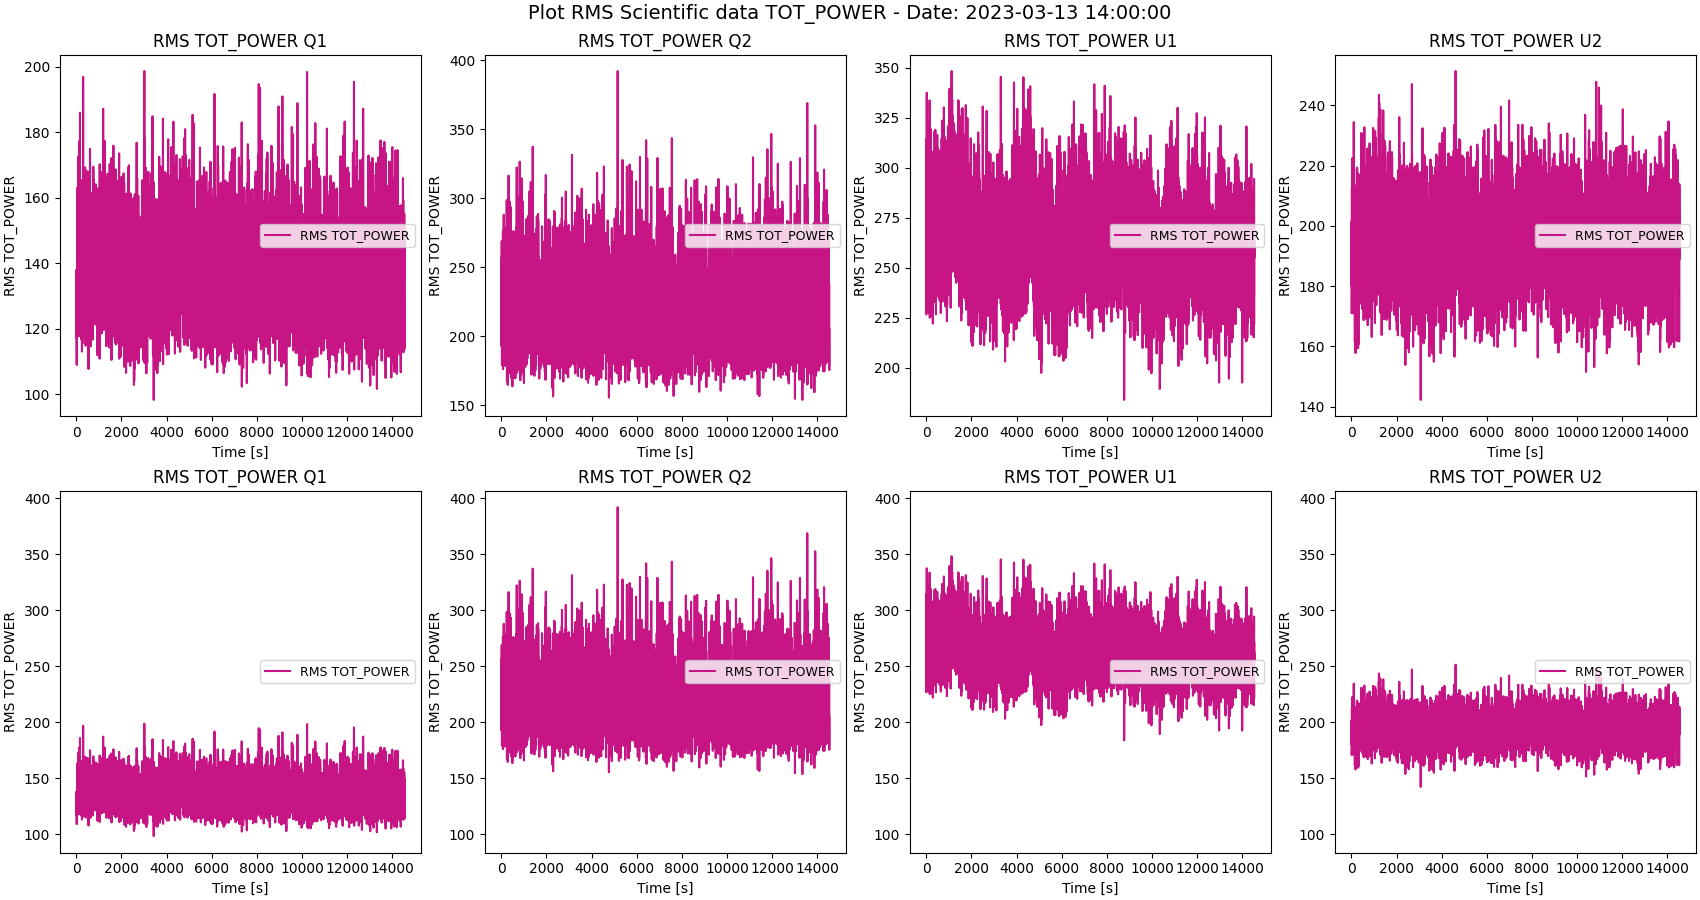 Plot RMS Scientific data TOT_POWER - Date: 2023-03-13 14:00:00
RMS TOT_POWER Q1
RMS TOT_POWER
200
180
160
140
120
100
RMS TOT_POWER
0 2000 4000 6000 8000 10000 12000 14000
Time [s]
RMS TOT_POWER Q2
RMS TOT_POWER
400
350
300
250
200
150
RMS TOT_POWER
0 2000 4000 6000 8000 10000 12000 14000
Time [s]
RMS TOT_POWER U1
RMS TOT_POWER
350
325
300
275
250
225
200
RMS TOT_POWER
0 2000 4000 6000 8000 10000 12000 14000
Time [s]
RMS TOT_POWER U2
RMS TOT_POWER
240
220
200
180
160
140
RMS TOT_POWER
0 2000 4000 6000 8000 10000 12000 14000
Time [s]
RMS TOT_POWER Q1
RMS TOT_POWER
400
350
300
250
200
150
100
RMS TOT_POWER
0 2000 4000 6000 8000 10000 12000 14000
Time [s]
RMS TOT_POWER Q2
RMS TOT_POWER
400
350
300
250
200
150
100
RMS TOT_POWER
0 2000 4000 6000 8000 10000 12000 14000
Time [s]
RMS TOT_POWER U1
RMS TOT_POWER
400
350
300
250
200
150
100
RMS TOT_POWER
0 2000 4000 6000 8000 10000 12000 14000
Time [s]
RMS TOT_POWER U2
RMS TOT_POWER
400
350
300
250
200
150
100
RMS TOT_POWER
0 2000 4000 6000 8000 10000 12000 14000
Time [s]